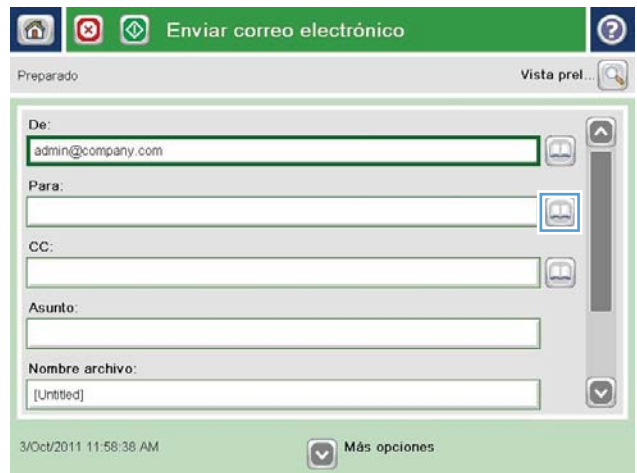 Enviar correo electrónico
Preparado
Vista prel...
De:
admin@company.com
Para:
CC:
Asunto:
Nombre archivo:
[Untitled]
3/Oct/2011 11:58:38 AM
Más opciones